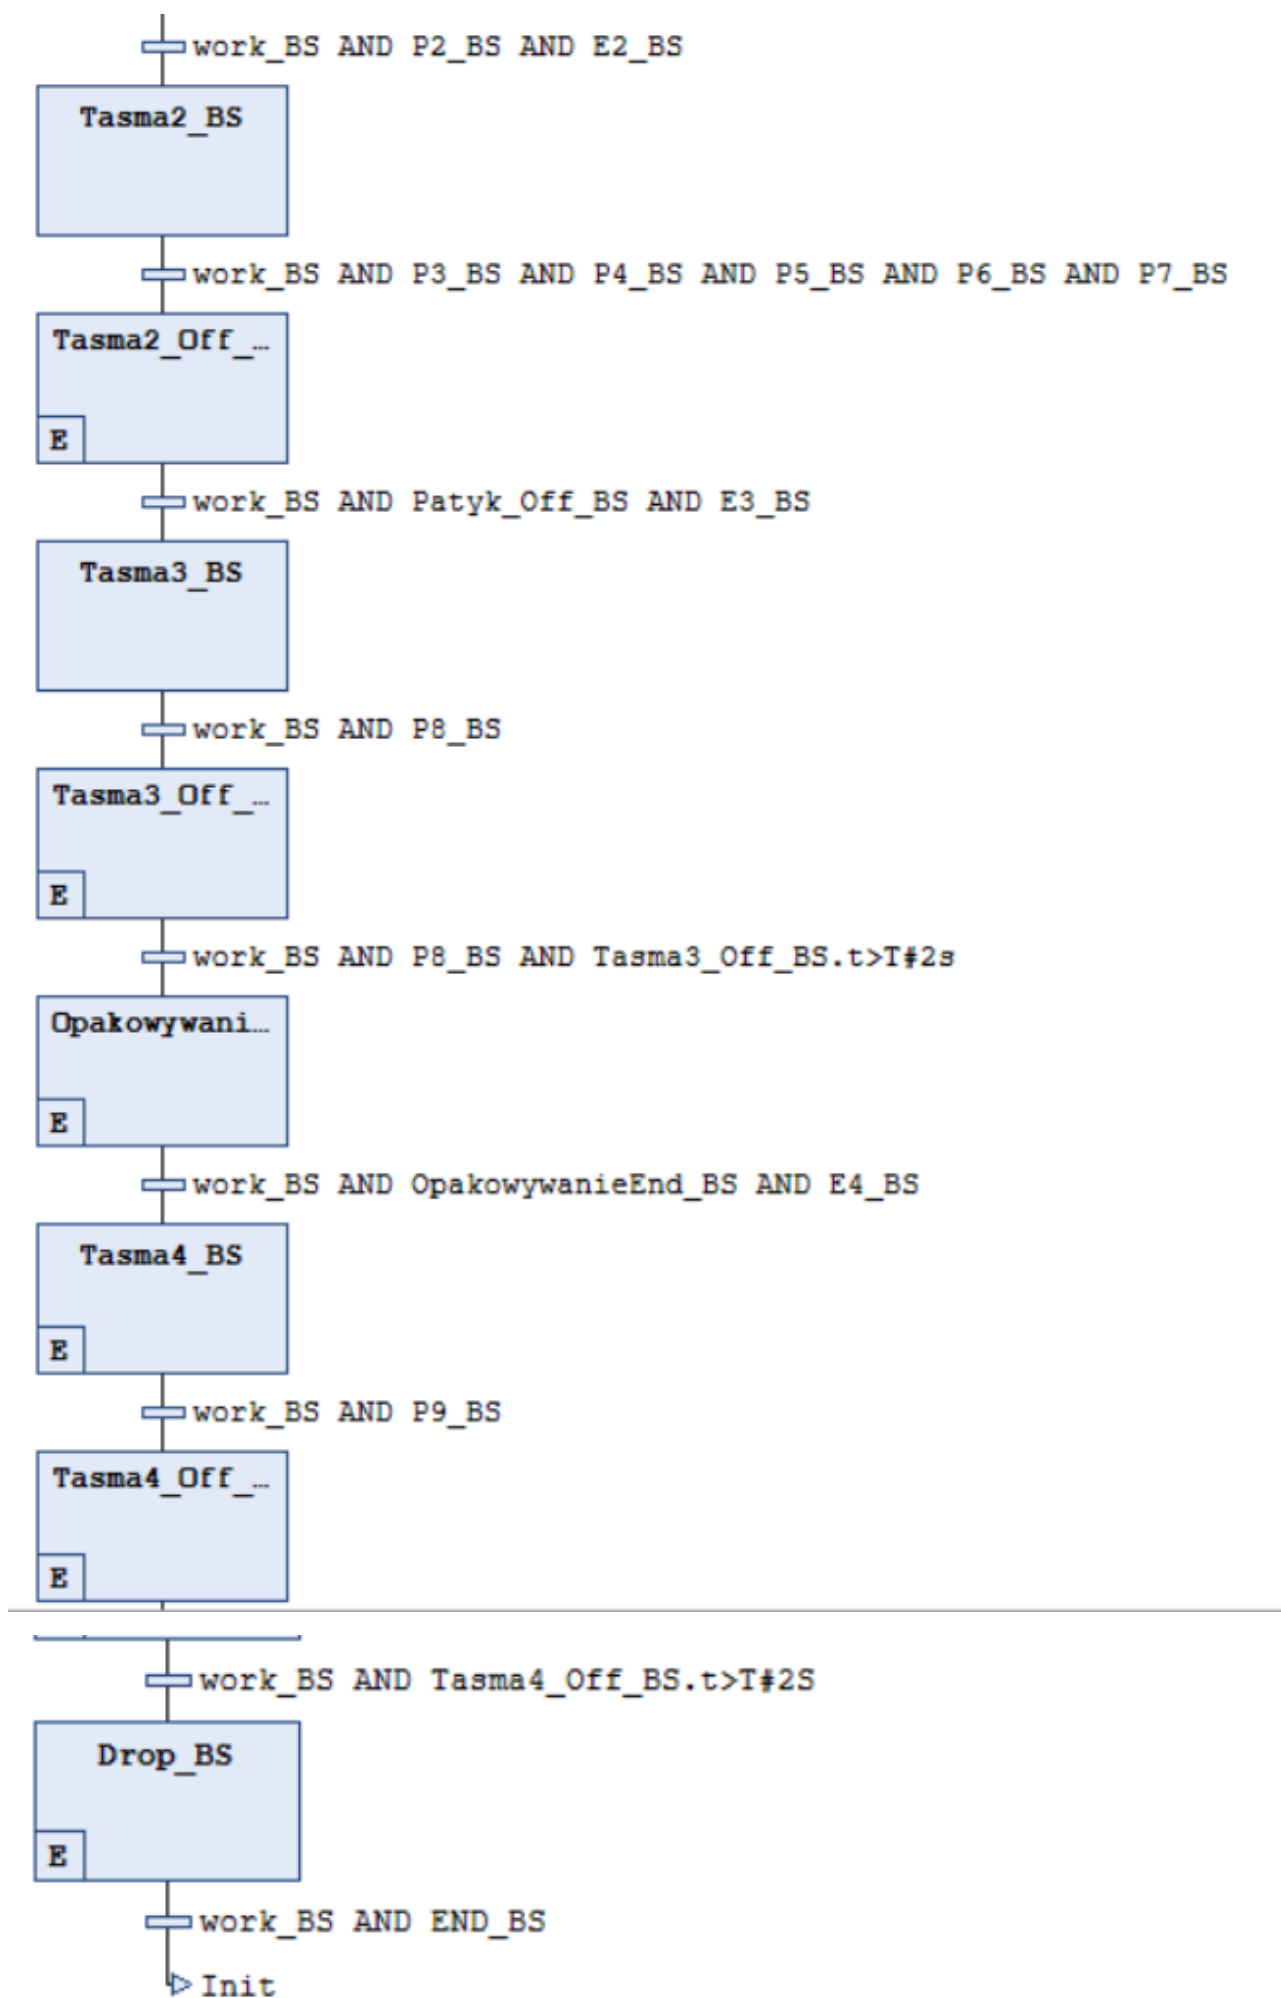 work_BS AND P2_BS AND E2_BS
Tasma2_BS
work_BS AND P3_BS AND P4_BS AND P5_BS AND P6_BS AND P7_BS
Tasma2_Off_…
E
work_BS AND Patyk_Off_BS AND E3_BS
Tasma3_BS
work_BS AND P8_BS
Tasma3_Off_…
E
work_BS AND P8_BS AND Tasma3_Off_BS.t>T#2s
Opakowywani…
E
work_BS AND OpakowywanieEnd_BS AND E4_BS
Tasma4_BS
E
work_BS AND P9_BS
Tasma4_Off_…
E
work_BS AND Tasma4_Off_BS.t>T#2S
Drop_BS
E
work_BS AND END_BS
Init